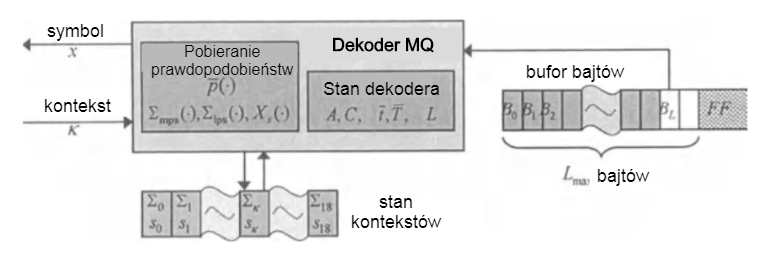 symbol
x
kontekst
κ
Dekoder MQ
Pobieranie
prawdopodobieństw
p̅(·)
Σmps(·),Σlps(·), Xs(·)
Stan dekodera
A, C, t̅, T̅, L
bufor bajtów
B0 B1 B2 BL FF
Lmax bajtów
Σ0 Σ1 Σκ Σ18
s0 s1 sκ s18
stan
kontekstów